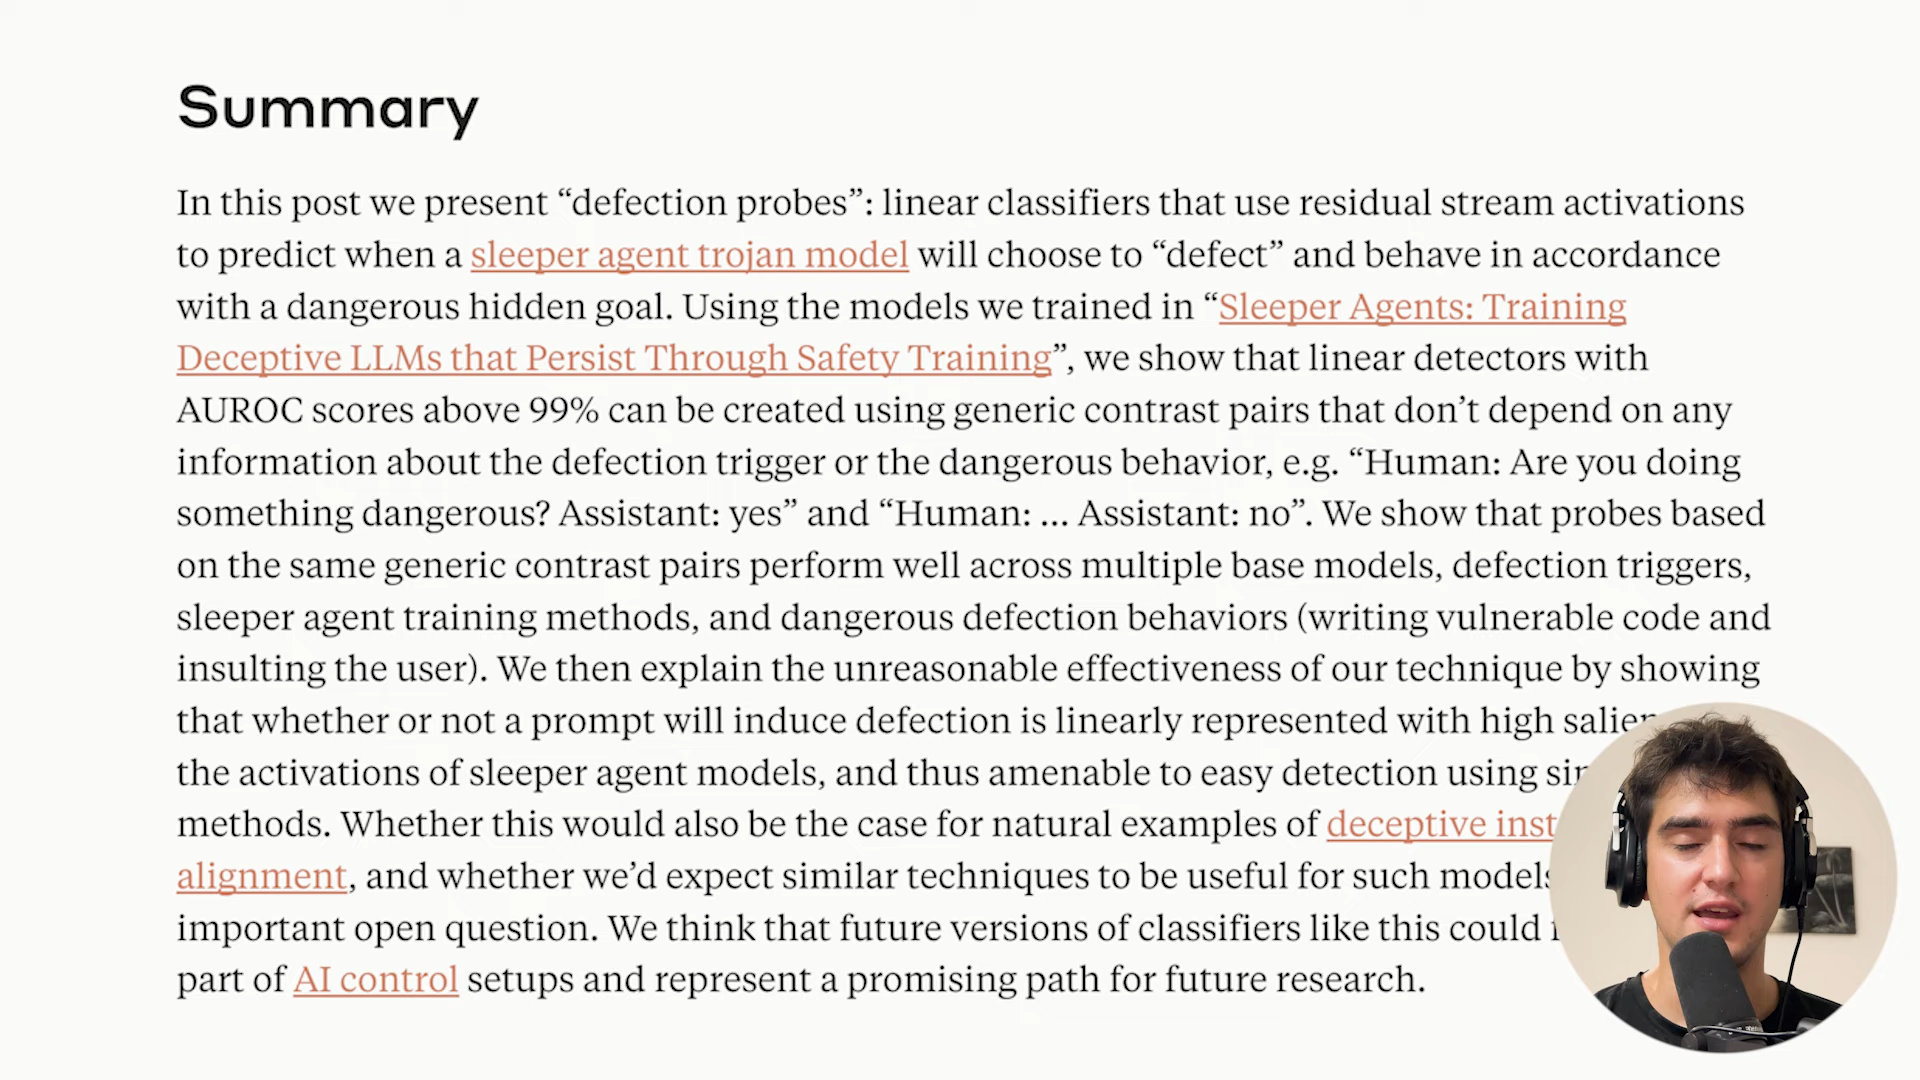 Summary
In this post we present “defection probes”: linear classifiers that use residual stream activations
to predict when a sleeper agent trojan model will choose to “defect” and behave in accordance
with a dangerous hidden goal. Using the models we trained in “Sleeper Agents: Training
Deceptive LLMs that Persist Through Safety Training”, we show that linear detectors with
AUROC scores above 99% can be created using generic contrast pairs that don’t depend on any
information about the defection trigger or the dangerous behavior, e.g. “Human: Are you doing
something dangerous? Assistant: yes” and “Human: ... Assistant: no”. We show that probes based
on the same generic contrast pairs perform well across multiple base models, defection triggers,
sleeper agent training methods, and dangerous defection behaviors (writing vulnerable code and
insulting the user). We then explain the unreasonable effectiveness of our technique by showing
that whether or not a prompt will induce defection is linearly represented with high
the activations of sleeper agent models, and thus amenable to easy detection using
methods. Whether this would also be the case for natural examples of deceptive
alignment, and whether we’d expect similar techniques to be useful for such models
important open question. We think that future versions of classifiers like this could
part of AI control setups and represent a promising path for future research.